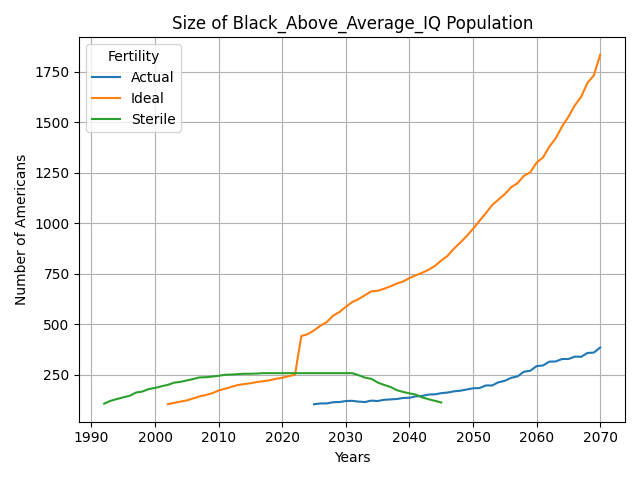 Size of Black_Above_Average_IQ Population
Fertility
Actual
Ideal
Sterile
Number of Americans
1750
1500
1250
1000
750
500
250
1990 2000 2010 2020 2030 2040 2050 2060 2070
Years